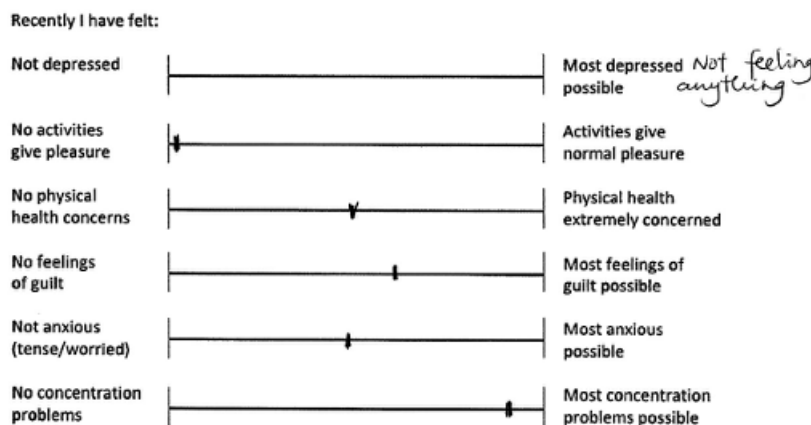 Recently I have felt:
Not depressed
Most depressed Not feeling
possible anything
No activities
give pleasure
Activities give
normal pleasure
No physical
health concerns
Physical health
extremely concerned
No feelings
of guilt
Most feelings of
guilt possible
Not anxious
(tense/worried)
Most anxious
possible
No concentration
problems
Most concentration
problems possible